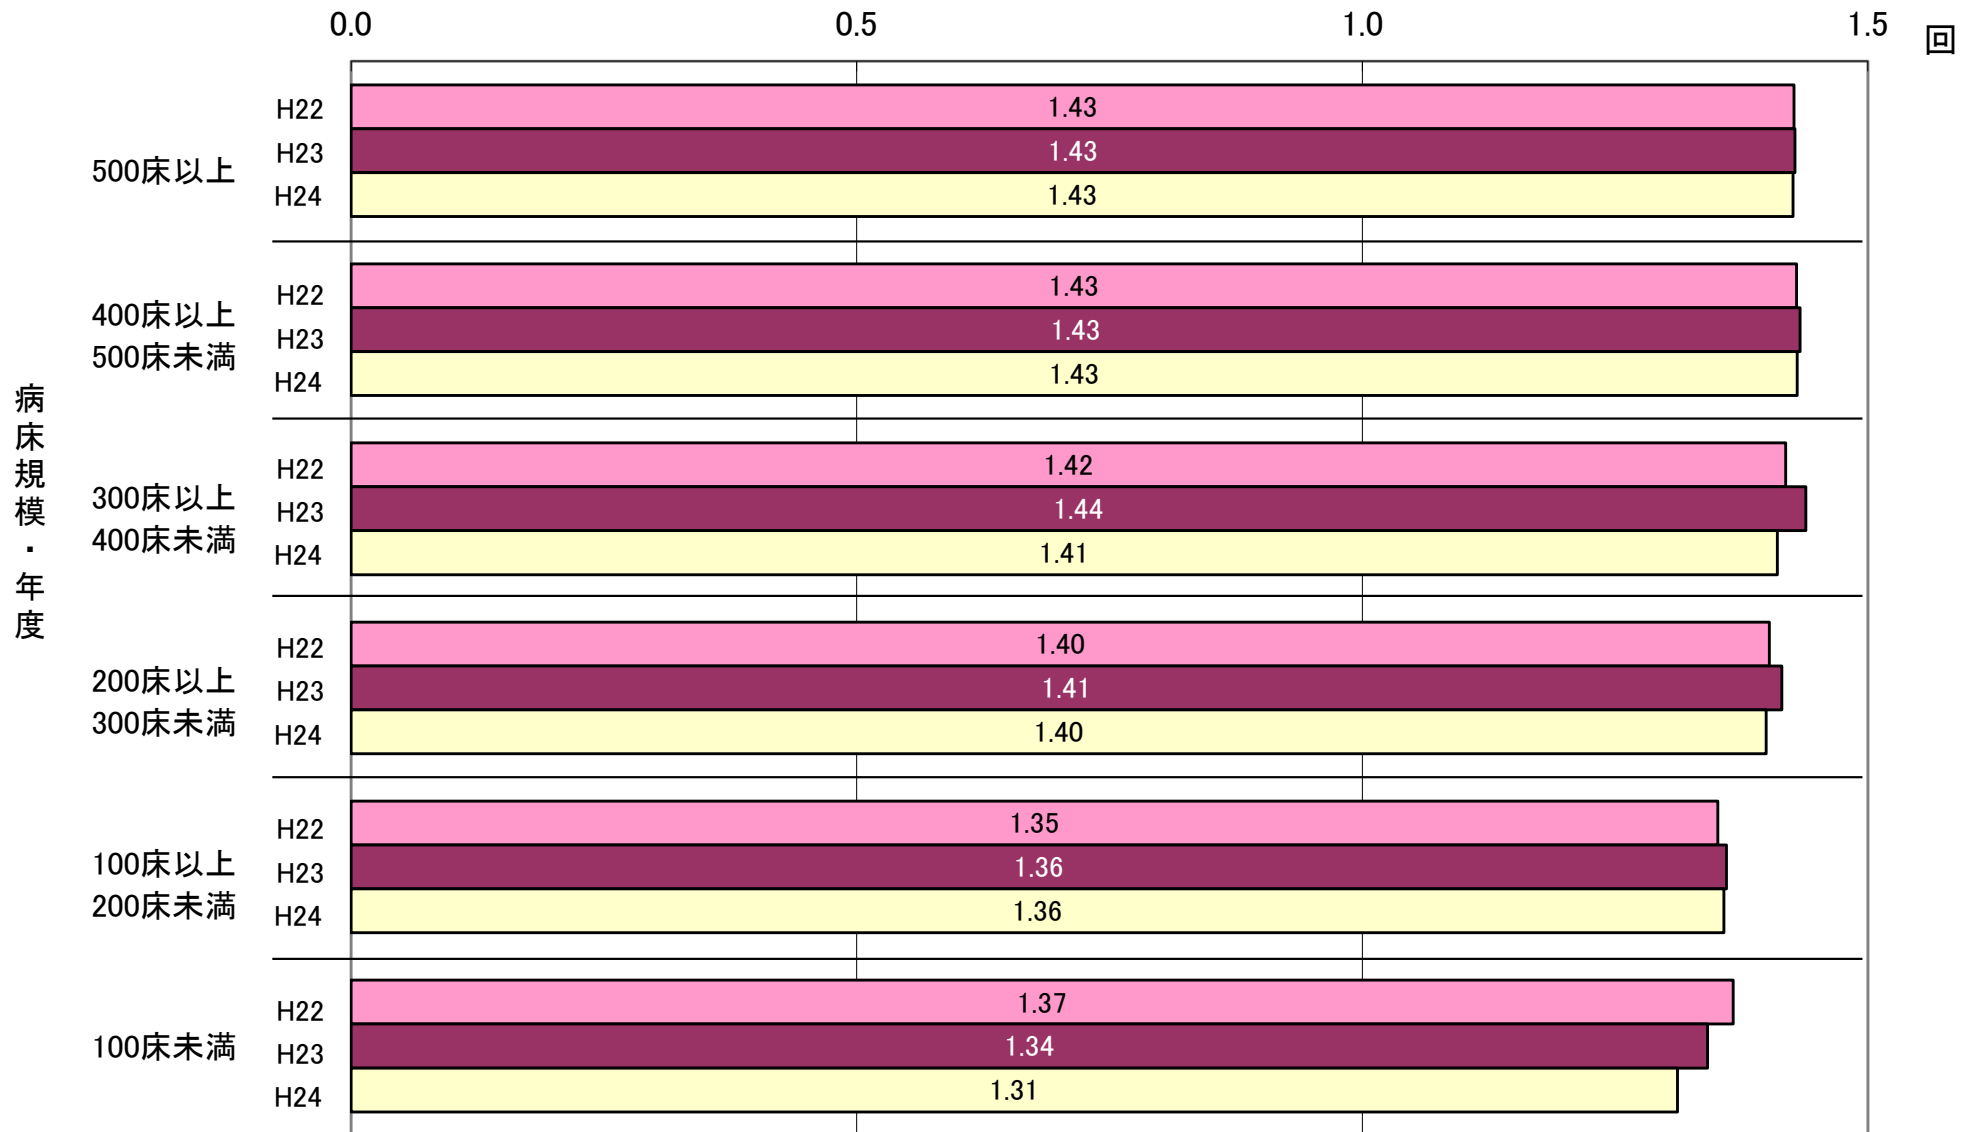 0.0 0.5 1.0 1.5 回
病床規模・年度
500床以上
H22 1.43
H23 1.43
H24 1.43
400床以上
500床未満
H22 1.43
H23 1.43
H24 1.43
300床以上
400床未満
H22 1.42
H23 1.44
H24 1.41
200床以上
300床未満
H22 1.40
H23 1.41
H24 1.40
100床以上
200床未満
H22 1.35
H23 1.36
H24 1.36
100床未満
H22 1.37
H23 1.34
H24 1.31